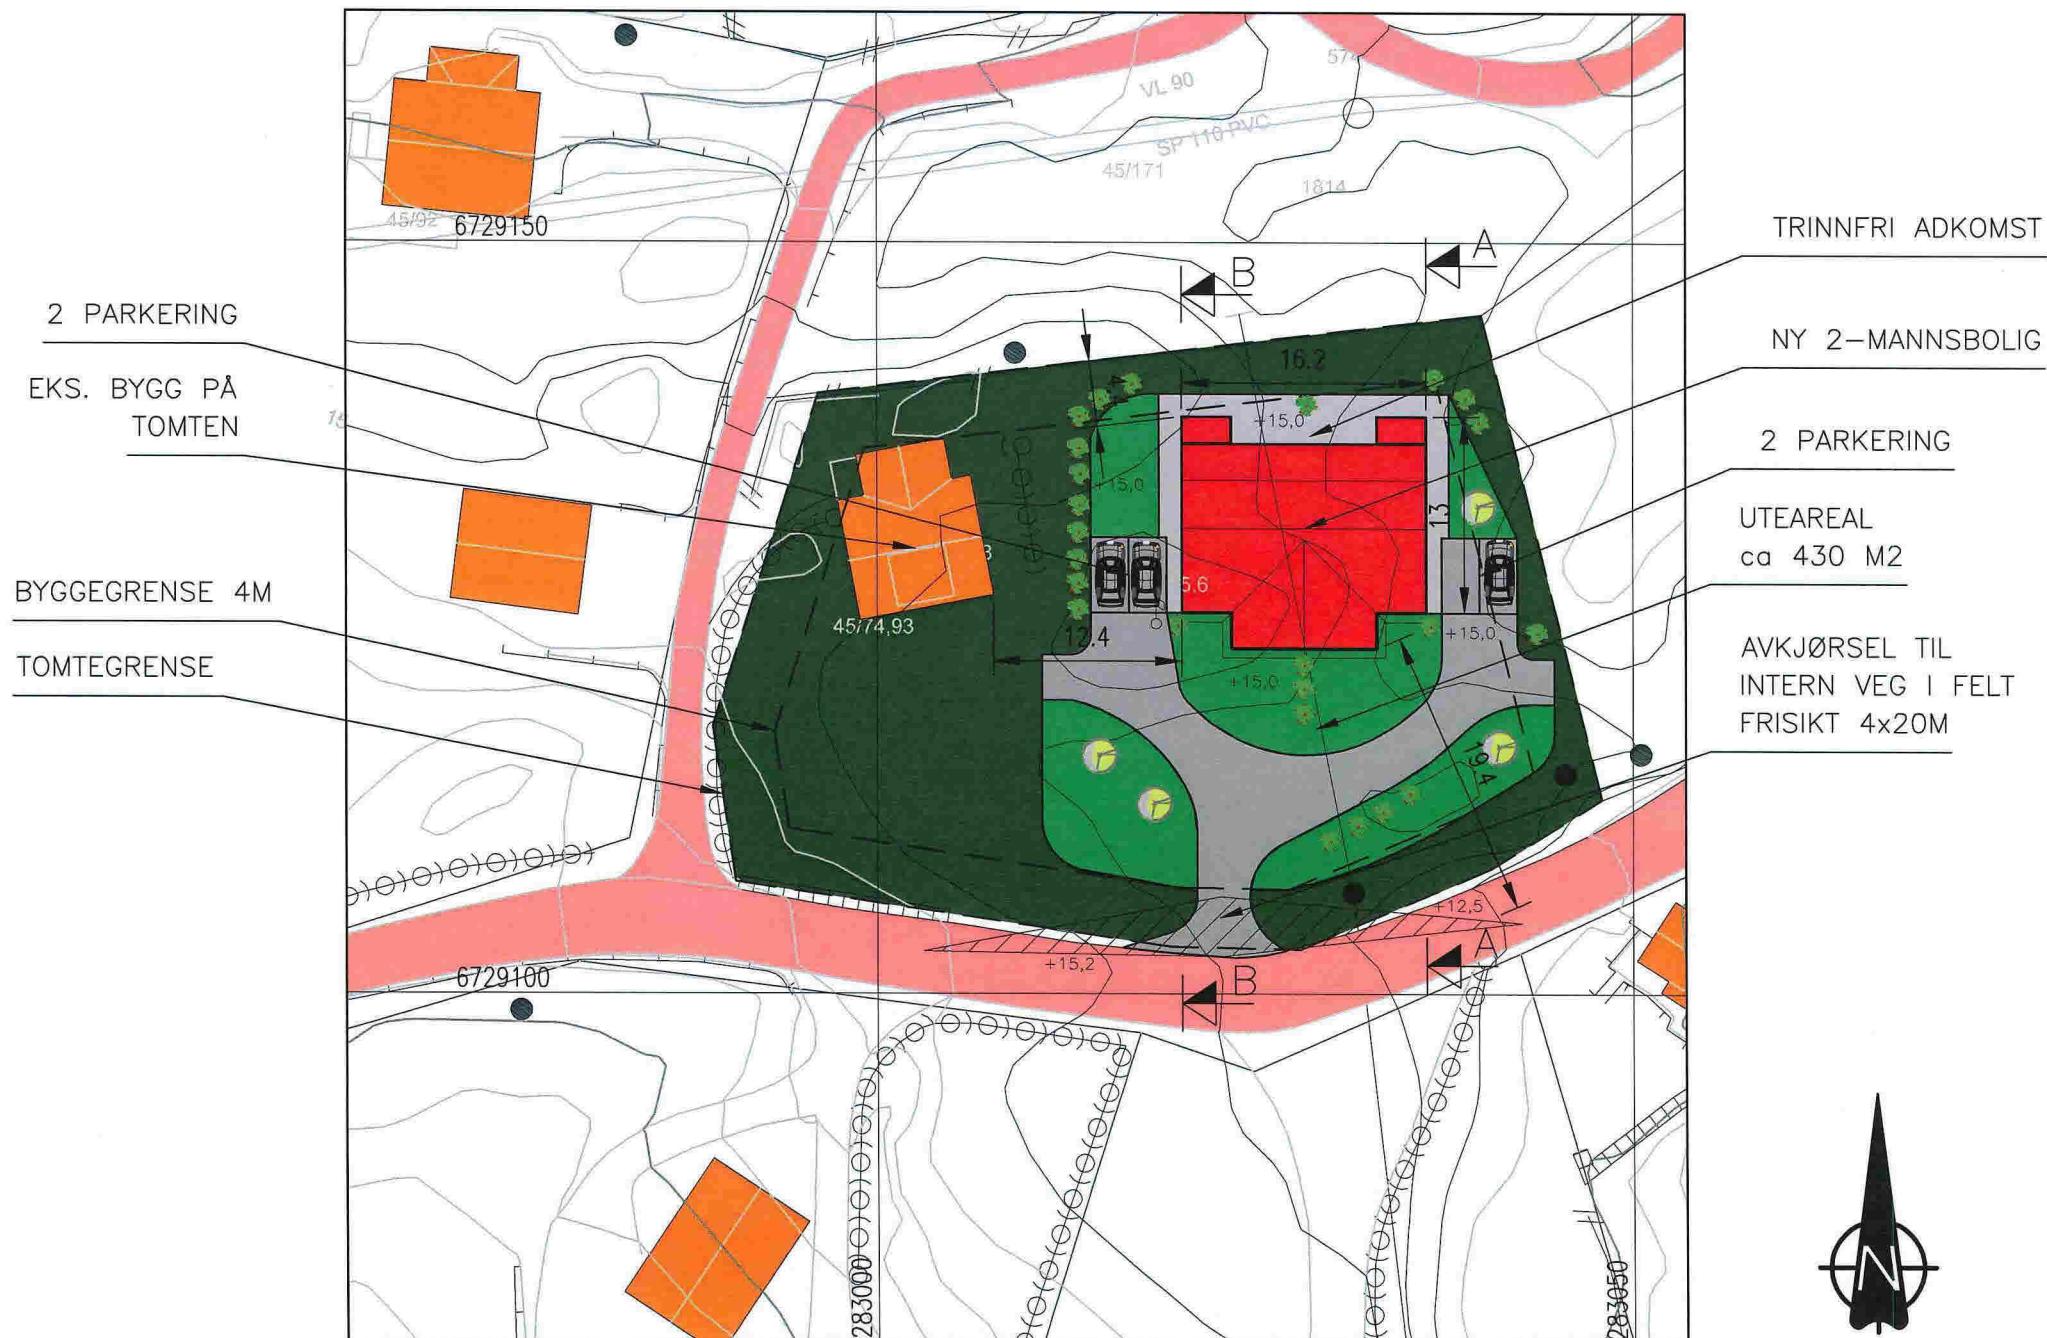 574
VL 90
SP 110 PVC
45/171
1814
45/92
6729150
TRINNFRI ADKOMST
A
B
2 PARKERING
NY 2-MANNSBOLIG
16.2
EKS. BYGG PÅ
TOMTEN
4
+15,0
2 PARKERING
+15,0
13
UTEAREAL
ca 430 M2
5.6
BYGGEGRENSE 4M
45/74,93
12.4
+15,0
AVKJØRSEL TIL
INTERN VEG I FELT
FRISIKT 4x20M
TOMTEGRENSE
+15,0
19.4
+12,5
+15,2
A
B
6729100
283000
283050
N